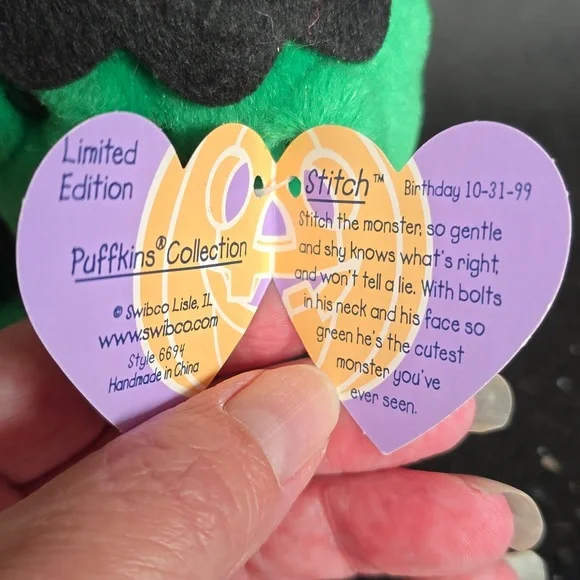 Limited
Edition
Puffkins® Collection
© Swibco Lisle, IL
www.swibco.com
Style 6694
Handmade in China
Stitch™ Birthday 10-31-99
Stitch the monster, so gentle
and shy knows what's right,
and won't tell a lie. With bolts
in his neck and his face so
green he's the cutest
monster you've
ever seen.